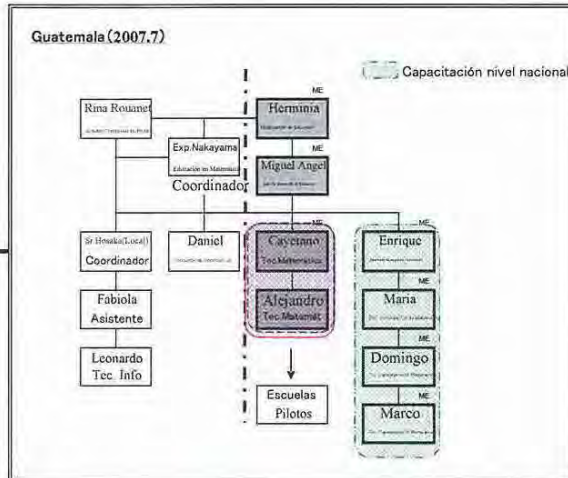 Guatemala(2007.7)
Capacitación nivel nacional
ME
Rina Rouanet
Herminia
Exp.Nakayama
Educación en Matemática
Coordinador
ME
Miguel Angel
Sr Hosaka(Local)
Coordinador
Daniel
ME
Cayetano
Tec.Matemática
ME
Enrique
Fabiola
Asistente
Alejandro
Tec.Matemát
ME
Maria
Leonardo
Tec. Info
ME
Domingo
Escuelas
Pilotos
ME
Marco